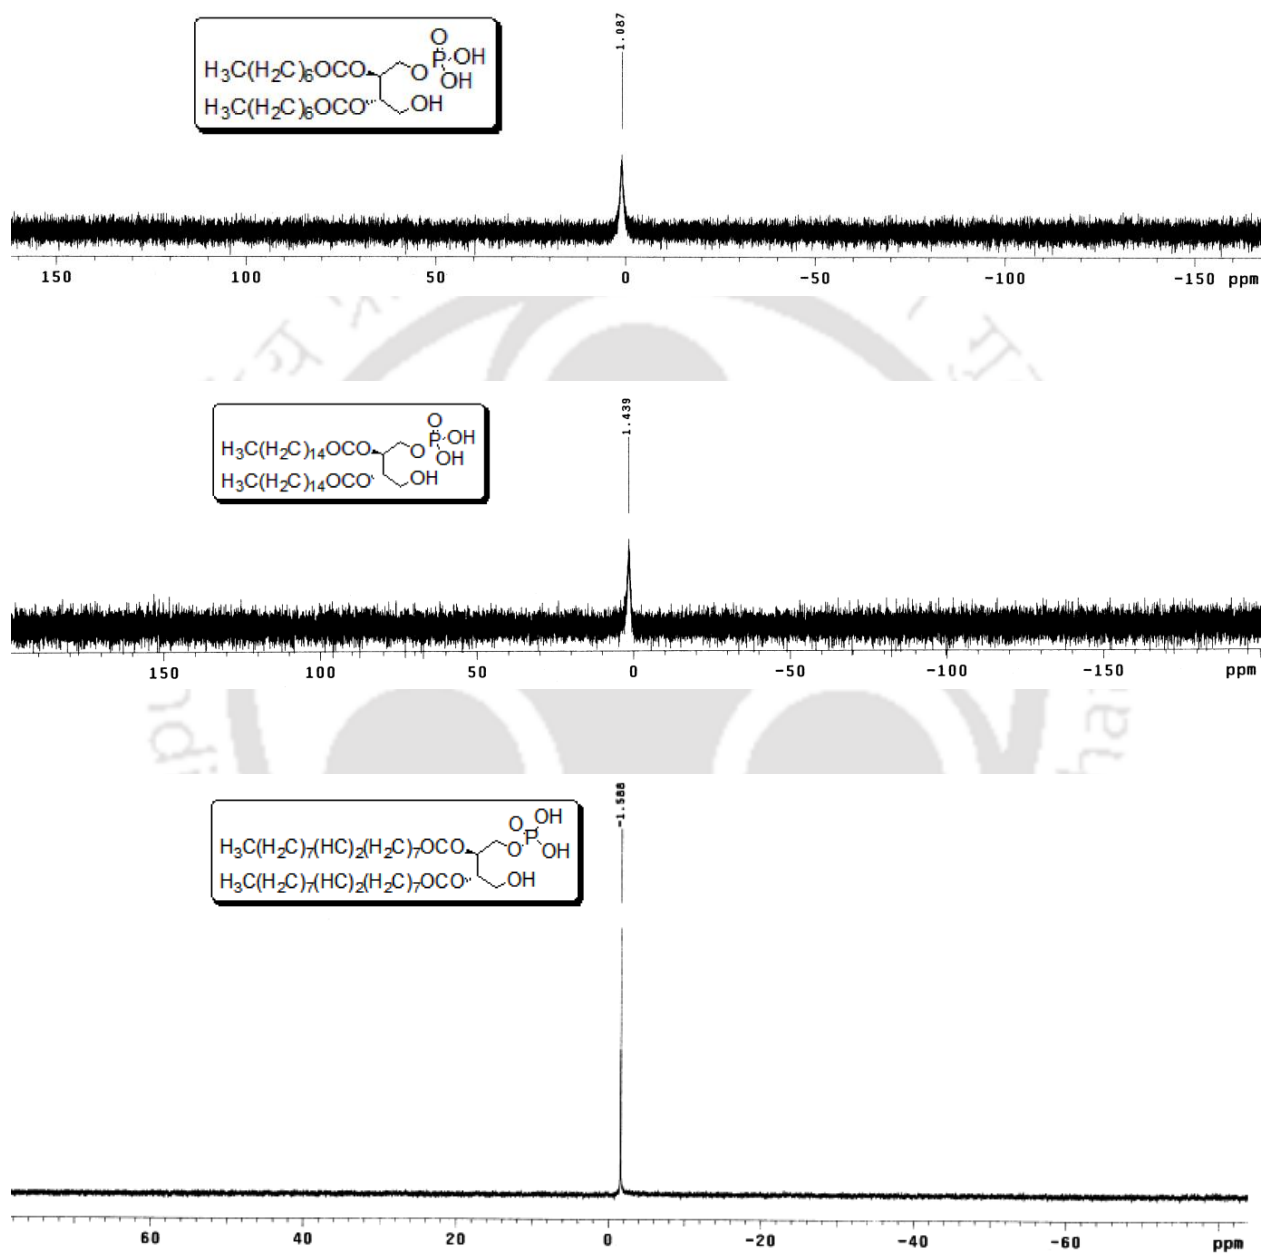 1.087
O
H₃C(H₂C)₆OCO O P OH
OH
H₃C(H₂C)₆OCO OH
150 100 50 0 -50 -100 -150 ppm
1.439
O
H₃C(H₂C)₁₄OCO O P OH
OH
H₃C(H₂C)₁₄OCO OH
150 100 50 0 -50 -100 -150 ppm
-1.588
OH
O P
H₃C(H₂C)₇(HC)₂(H₂C)₇OCO O OH
H₃C(H₂C)₇(HC)₂(H₂C)₇OCO OH
60 40 20 0 -20 -40 -60 ppm